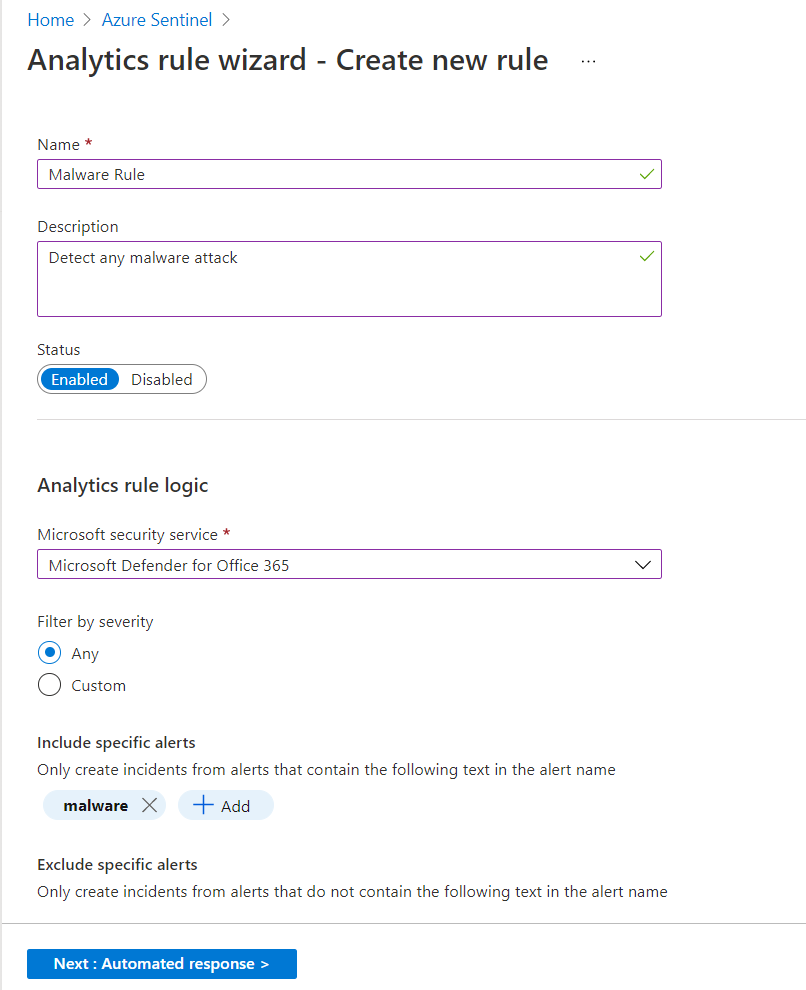 Home > Azure Sentinel >
Analytics rule wizard - Create new rule ...
Name *
Malware Rule
Description
Detect any malware attack
Status
Enabled Disabled
Analytics rule logic
Microsoft security service *
Microsoft Defender for Office 365
Filter by severity
Any
Custom
Include specific alerts
Only create incidents from alerts that contain the following text in the alert name
malware × + Add
Exclude specific alerts
Only create incidents from alerts that do not contain the following text in the alert name
Next : Automated response >